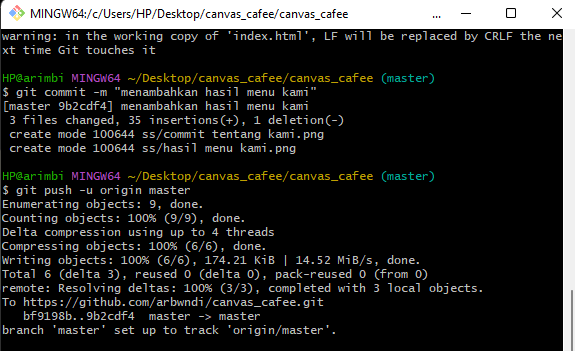 MINGW64:/c/Users/HP/Desktop/canvas_cafee/canvas_cafee
...
warning: in the working copy of 'index.html', LF will be replaced by CRLF the ne
xt time Git touches it
HP@arimbi MINGW64 ~/Desktop/canvas_cafee/canvas_cafee (master)
$ git commit -m "menambahkan hasil menu kami"
[master 9b2cdf4] menambahkan hasil menu kami
3 files changed, 35 insertions(+), 1 deletion(-)
create mode 100644 ss/commit tentang kami.png
create mode 100644 ss/hasil menu kami.png
HP@arimbi MINGW64 ~/Desktop/canvas_cafee/canvas_cafee (master)
$ git push -u origin master
Enumerating objects: 9, done.
Counting objects: 100% (9/9), done.
Delta compression using up to 4 threads
Compressing objects: 100% (6/6), done.
Writing objects: 100% (6/6), 174.21 KiB | 14.52 MiB/s, done.
Total 6 (delta 3), reused 0 (delta 0), pack-reused 0 (from 0)
remote: Resolving deltas: 100% (3/3), completed with 3 local objects.
To https://github.com/arbwndi/canvas_cafee.git
bf9198b..9b2cdf4  master -> master
branch 'master' set up to track 'origin/master'.